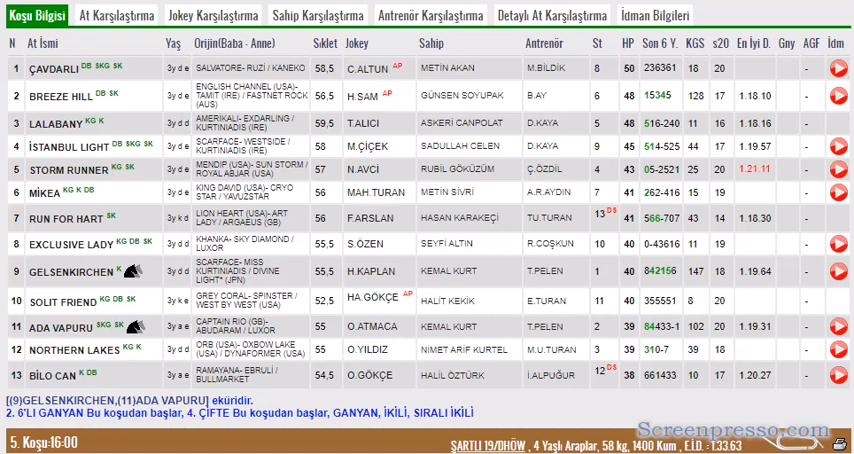 Koşu Bilgisi At Karşılaştırma Jokey Karşılaştırma Sahip Karşılaştırma Antrenör Karşılaştırma Detaylı At Karşılaştırma İdman Bilgileri
N At İsmi Yaş Orijin(Baba - Anne) Sıklet Jokey Sahip Antrenör St HP Son 6 Y. KGS s20 En İyi D. Gny AGF İdm
1 ÇAVDARLI DB SKG SK 3y d e SALVATORE- RUZİ / KANEKO 58,5 C.ALTUN AP METİN AKAN M.BİLDİK 8 50 236361 18 20 -
2 BREEZE HILL DB SK 3y d e ENGLISH CHANNEL (USA)- TAMIT (IRE) / FASTNET ROCK (AUS) 56,5 H.SAM AP GÜNSEN SOYUPAK B.AY 6 48 15345 128 17 1.18.10 -
3 LALABANY KG K 3y d d AMERİKALI- EXDARLING / KURTINIADIS (IRE) 59,5 T.ALICI ASKERİ CANPOLAT D.KAYA 5 48 516-240 11 16 1.18.16 -
4 İSTANBUL LIGHT DB SKG SK 3y d e SCARFACE- WESTSIDE / KURTINIADIS (IRE) 58 M.ÇİÇEK SADULLAH CELEN D.KAYA 9 45 514-525 44 17 1.19.57 -
5 STORM RUNNER KG SK 3y d e MENDIP (USA)- SUN STORM / ROYAL ABJAR (USA) 57 N.AVCİ RUBİL GÖKÜZÜM Ç.ÖZDİL 4 43 05-2521 25 20 1.21.11 -
6 MİKEA KG K DB 3y d e KING DAVID (USA)- CRYO STAR / YAVUZSTAR 56 MAH.TURAN METİN SİVRİ A.R.AYDIN 7 41 262-416 15 19 -
7 RUN FOR HART SK 3y k d LION HEART (USA)- ART LADY / ARGAEUS (GB) 56 F.ARSLAN HASAN KARAKEÇİ TU.TURAN 13 DS 41 566-707 43 14 1.18.30 -
8 EXCLUSIVE LADY KG DB SK 3y d d KHANKA- SKY DIAMOND / LUXOR 55,5 S.ÖZEN SEYFİ ALTIN R.COŞKUN 10 40 0-43616 11 19 -
9 GELSENKIRCHEN K 3y d d SCARFACE- MISS KURTINIADIS / DIVINE LIGHT* (JPN) 55,5 H.KAPLAN KEMAL KURT T.PELEN 1 40 842156 147 18 1.19.64 -
10 SOLIT FRIEND KG DB SK 3y k e GREY CORAL- SPINSTER / WEST BY WEST (USA) 52,5 HA.GÖKÇE AP HALİT KEKİK E.TURAN 11 40 355551 8 20 -
11 ADA VAPURU SKG SK 3y a e CAPTAIN RIO (GB)- ABUDARAM / LUXOR 55 O.ATMACA KEMAL KURT T.PELEN 2 39 84433-1 102 20 1.19.31 -
12 NORTHERN LAKES KG K 3y d d ORB (USA)- OXBOW LAKE (USA) / DYNAFORMER (USA) 55 O.YILDIZ NİMET ARİF KURTEL M.U.TURAN 3 39 310-7 39 18 -
13 BİLO CAN K DB 3y a e RAMAYANA- EBRULİ / BULLMARKET 54,5 O.GÖKÇE HALİL ÖZTÜRK İ.ALPUĞUR 12 DS 38 661433 10 17 1.20.27 -
[(9)GELSENKIRCHEN,(11)ADA VAPURU] eküridir.
2. 6'LI GANYAN Bu koşudan başlar, 4. ÇİFTE Bu koşudan başlar, GANYAN, İKİLİ, SIRALI İKİLİ
Screenpresso.com
5. Koşu:16:00 ŞARTLI 19/DHÖW , 4 Yaşlı Araplar, 58 kg, 1400 Kum , E.İ.D. : 1.33.63